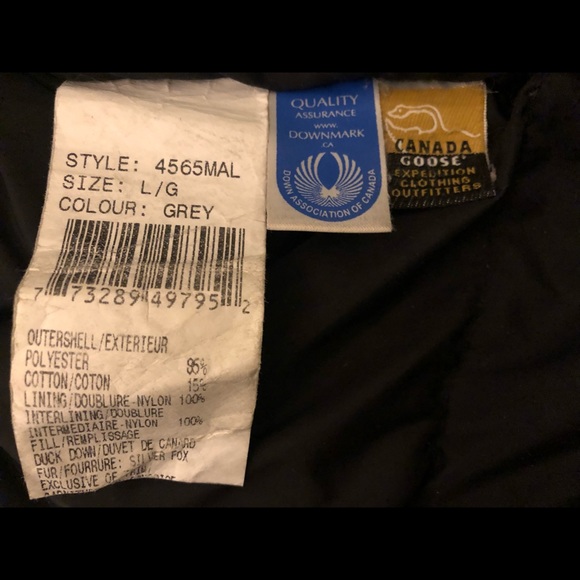 STYLE: 4565MAL
SIZE: L/G
COLOUR: GREY
7 73289 49795 2
OUTERSHELL/EXTERIEUR
POLYESTER 85%
COTTON/COTON 15%
LINING/DOUBLURE-NYLON 100%
INTERLINING/DOUBLURE
INTERMEDIAIRE-NYLON 100%
FILL/REMPLISSAGE
DUCK DOWN/DUVET DE CANARD
FUR/FOURRURE: SILVER FOX
EXCLUSIVE OF
QUALITY
ASSURANCE
www.
DOWNMARK
.CA
DOWN ASSOCIATION OF CANADA
CANADA
GOOSE®
EXPEDITION
CLOTHING
OUTFITTERS